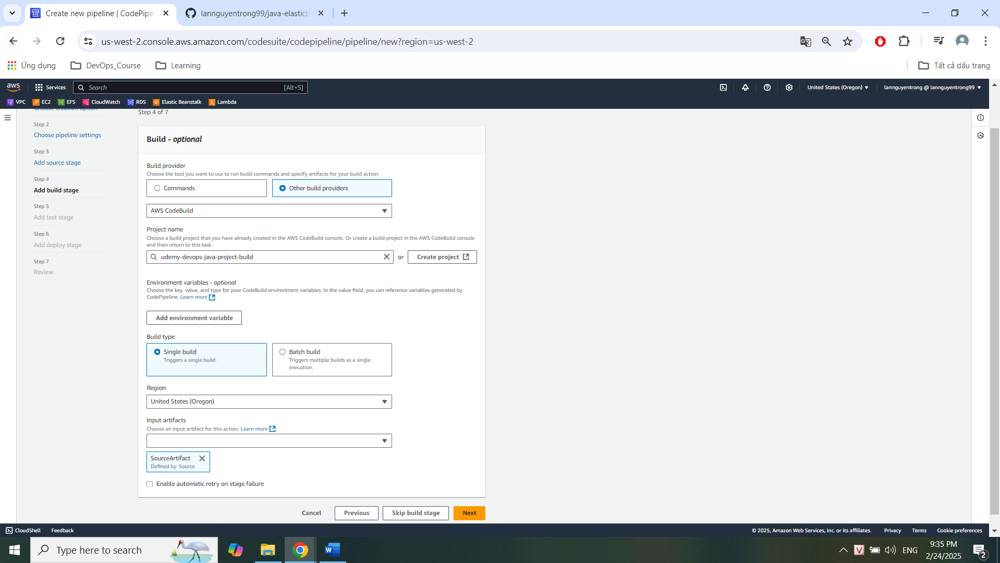 Create new pipeline | CodePipel
lannguyentrong99/java-elasticb
us-west-2.console.aws.amazon.com/codesuite/codepipeline/pipeline/new?region=us-west-2
Ứng dụng
DevOps_Course
Learning
Tất cả dấu trang
aws
Services
Search
[Alt+S]
United States (Oregon)
lannguyentrong @ lannguyentrong99
VPC
EC2
EFS
CloudWatch
RDS
Elastic Beanstalk
Lambda
Choose creation option
Step 2
Choose pipeline settings
Step 3
Add source stage
Step 4
Add build stage
Step 5
Add test stage
Step 6
Add deploy stage
Step 7
Review
Step 4 of 7
Build - optional
Build provider
Choose the tool you want to use to run build commands and specify artifacts for your build action.
Commands
Other build providers
AWS CodeBuild
Project name
Choose a build project that you have already created in the AWS CodeBuild console. Or create a build project in the AWS CodeBuild console
and then return to this task.
udemy-devops-java-project-build
or
Create project
Environment variables - optional
Choose the key, value, and type for your CodeBuild environment variables. In the value field, you can reference variables generated by
CodePipeline. Learn more
Add environment variable
Build type
Single build
Triggers a single build.
Batch build
Triggers multiple builds as a single
execution.
Region
United States (Oregon)
Input artifacts
Choose an input artifact for this action. Learn more
SourceArtifact
Defined by: Source
Enable automatic retry on stage failure
Cancel
Previous
Skip build stage
Next
CloudShell
Feedback
© 2025, Amazon Web Services, Inc. or its affiliates.
Privacy
Terms
Cookie preferences
Type here to search
W
V
ENG
9:35 PM
2/24/2025
2